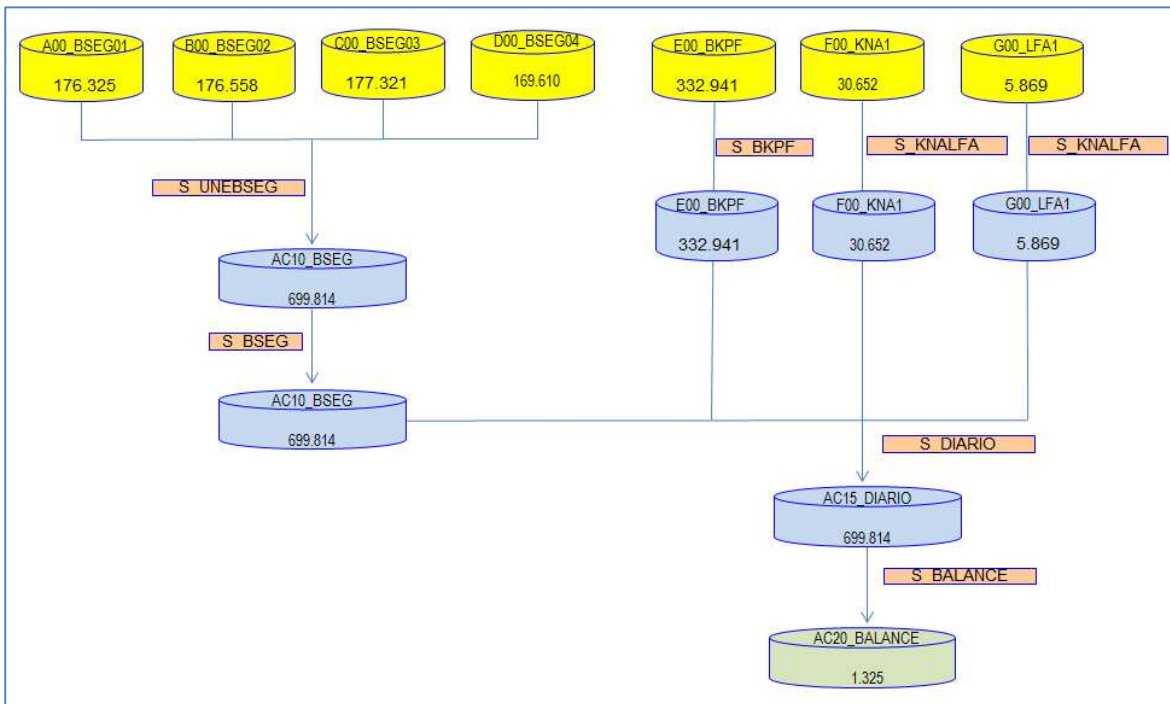 A00_BSEG01
176.325
B00_BSEG02
176.558
C00_BSEG03
177.321
D00_BSEG04
169.610
E00_BKPF
332.941
F00_KNA1
30.652
G00_LFA1
5.869
S_BKPF
S_KNALFA
S_KNALFA
S_UNEBSEG
E00_BKPF
332.941
F00_KNA1
30.652
G00_LFA1
5.869
AC10_BSEG
699.814
S_BSEG
AC10_BSEG
699.814
S_DIARIO
AC15_DIARIO
699.814
S_BALANCE
AC20_BALANCE
1.325